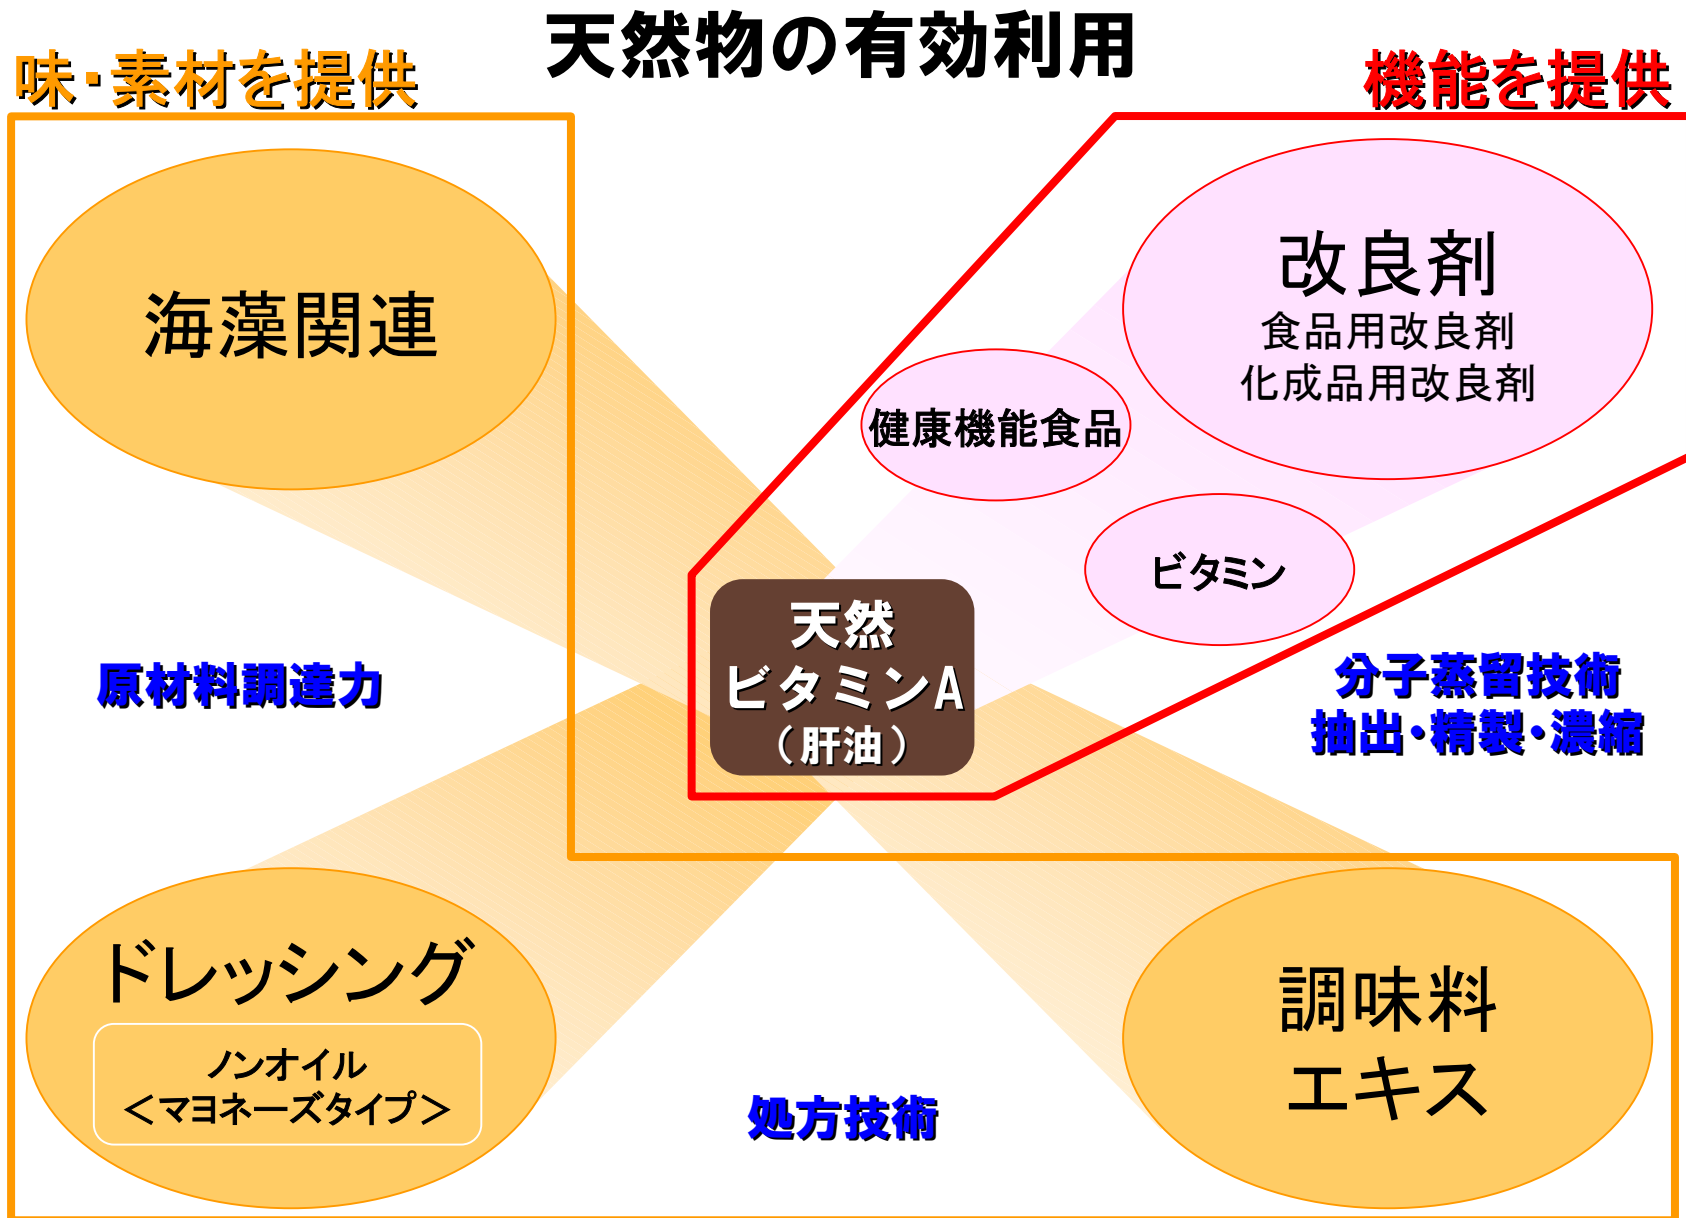 天然物の有効利用
味・素材を提供
機能を提供
海藻関連
改良剤
食品用改良剤
化成品用改良剤
健康機能食品
ビタミン
天然
ビタミンA
（肝油）
原材料調達力
分子蒸留技術
抽出・精製・濃縮
ドレッシング
ノンオイル
＜マヨネーズタイプ＞
処方技術
調味料
エキス